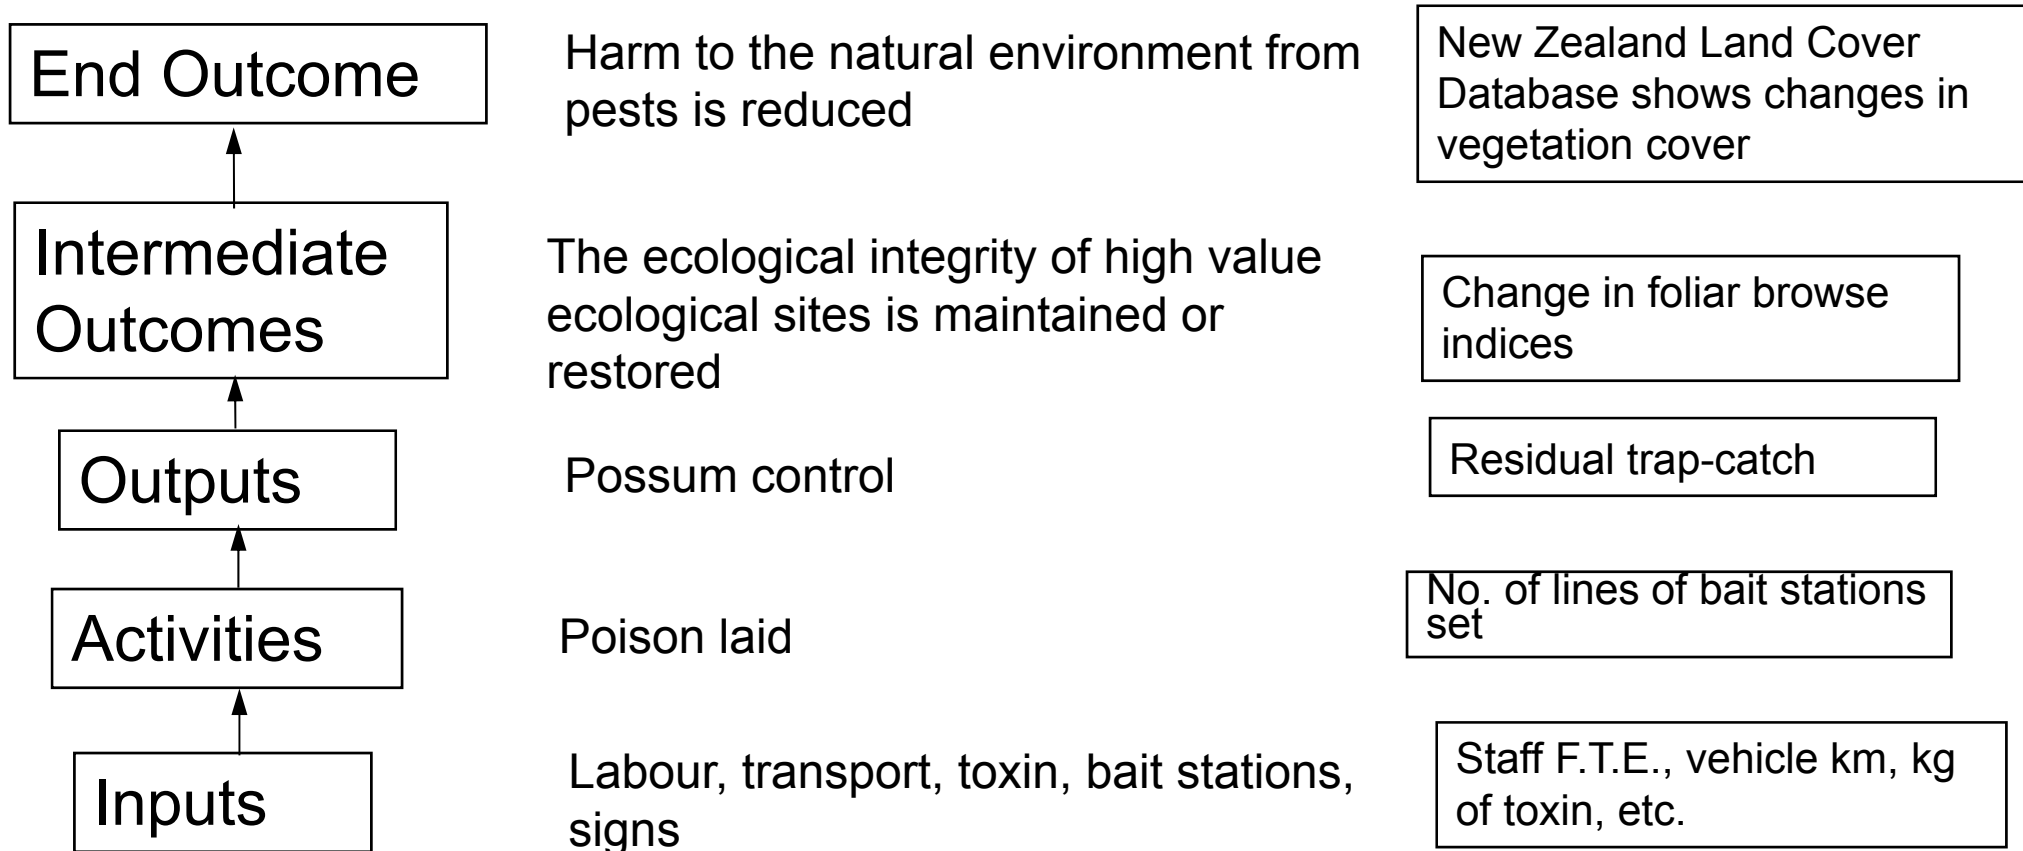 End Outcome
Harm to the natural environment from
pests is reduced
New Zealand Land Cover
Database shows changes in
vegetation cover
Intermediate
Outcomes
The ecological integrity of high value
ecological sites is maintained or
restored
Change in foliar browse
indices
Outputs
Possum control
Residual trap-catch
Activities
Poison laid
No. of lines of bait stations
set
Inputs
Labour, transport, toxin, bait stations,
signs
Staff F.T.E., vehicle km, kg
of toxin, etc.